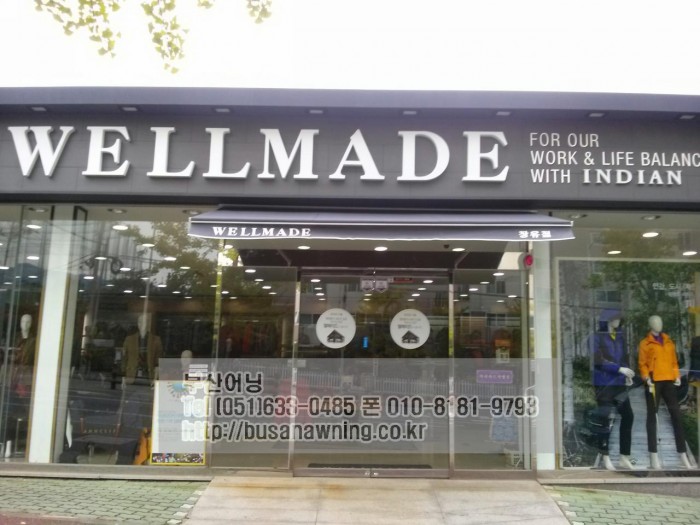 WELLMADE
FOR OUR
WORK & LIFE BALANC
WITH INDIAN
WELLMADE 장유점
부산어닝
Tel (051)633-0485 폰 010-8181-9793
http://busanawning.co.kr